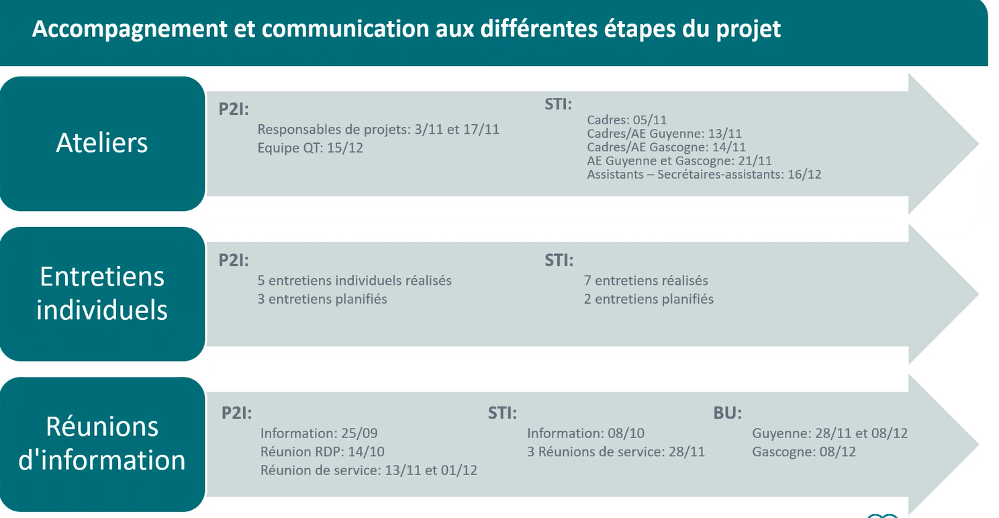 Accompagnement et communication aux différentes étapes du projet
Ateliers
P2I:
Responsables de projets: 3/11 et 17/11
Equipe QT: 15/12
STI:
Cadres: 05/11
Cadres/AE Guyenne: 13/11
Cadres/AE Gascogne: 14/11
AE Guyenne et Gascogne: 21/11
Assistants – Secrétaires-assistants: 16/12
Entretiens
individuels
P2I:
5 entretiens individuels réalisés
3 entretiens planifiés
STI:
7 entretiens réalisés
2 entretiens planifiés
Réunions
d'information
P2I:
Information: 25/09
Réunion RDP: 14/10
Réunion de service: 13/11 et 01/12
STI:
Information: 08/10
3 Réunions de service: 28/11
BU:
Guyenne: 28/11 et 08/12
Gascogne: 08/12